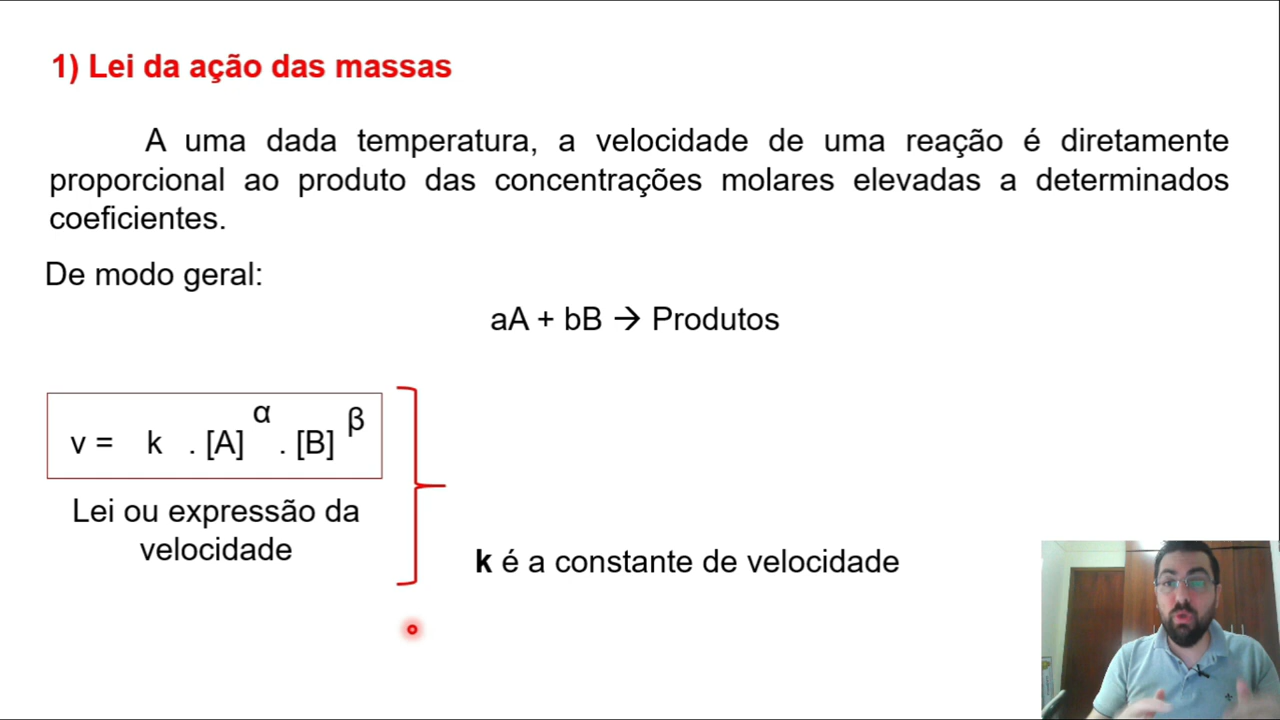 1) Lei da ação das massas
A uma dada temperatura, a velocidade de uma reação é diretamente
proporcional ao produto das concentrações molares elevadas a determinados
coeficientes.
De modo geral:
aA + bB → Produtos
v = k . [A]^α . [B]^β
Lei ou expressão da
velocidade
k é a constante de velocidade